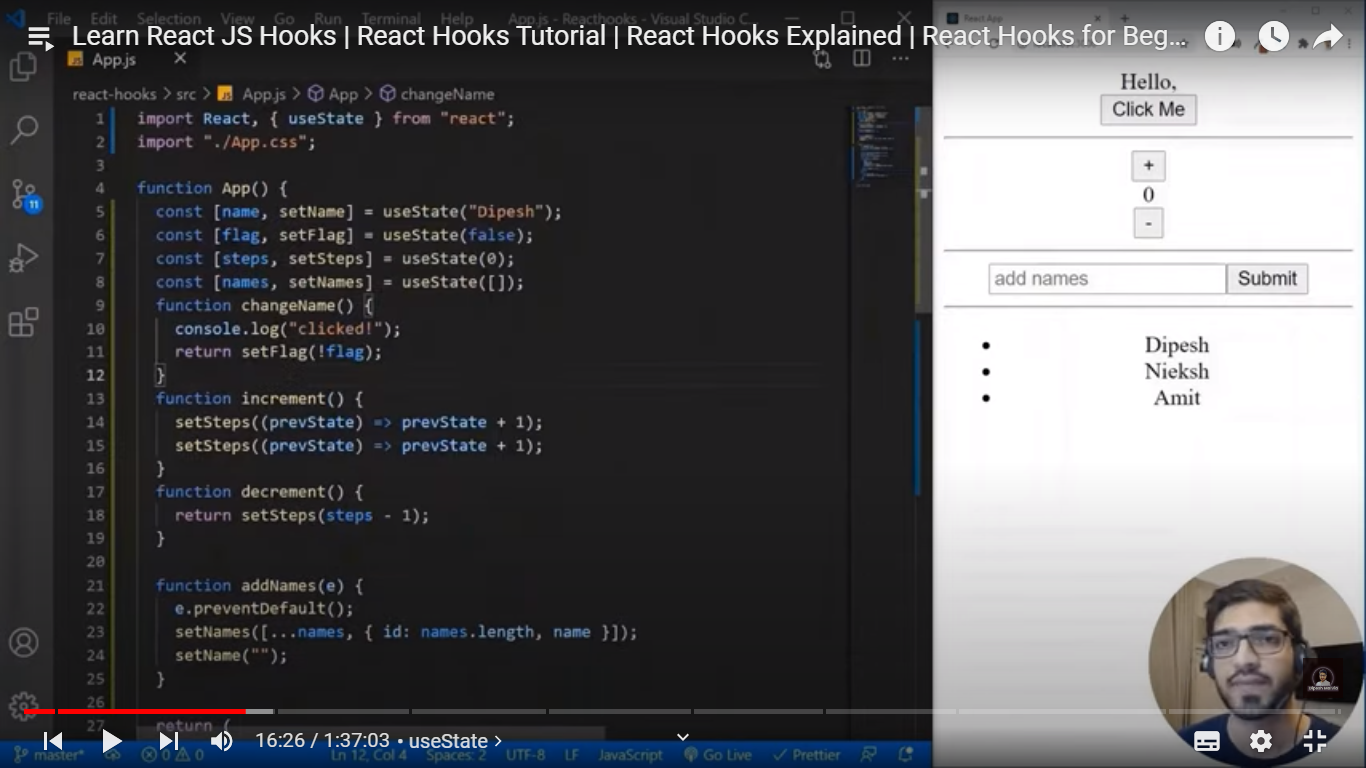 File Edit Selection View Go Run Terminal Help App.js - Reacthooks - Visual Studio C...
React App
Learn React JS Hooks | React Hooks Tutorial | React Hooks Explained | React Hooks for Beg...
App.js
react-hooks > src > App.js > App > changeName
1 import React, { useState } from "react";
2 import "./App.css";
3
4 function App() {
5 const [name, setName] = useState("Dipesh");
6 const [flag, setFlag] = useState(false);
7 const [steps, setSteps] = useState(0);
8 const [names, setNames] = useState([]);
9 function changeName() {
10 console.log("clicked!");
11 return setFlag(!flag);
12 }
13 function increment() {
14 setSteps((prevState) => prevState + 1);
15 setSteps((prevState) => prevState + 1);
16 }
17 function decrement() {
18 return setSteps(steps - 1);
19 }
20
21 function addNames(e) {
22 e.preventDefault();
23 setNames([...names, { id: names.length, name }]);
24 setName("");
25 }
26
27 return (
11
Hello,
Click Me
+
0
-
add names Submit
Dipesh
Nieksh
Amit
16:26 / 1:37:03 • useState >
master* 0 0 Ln 12, Col 4 Spaces: 2 UTF-8 LF JavaScript Go Live Prettier